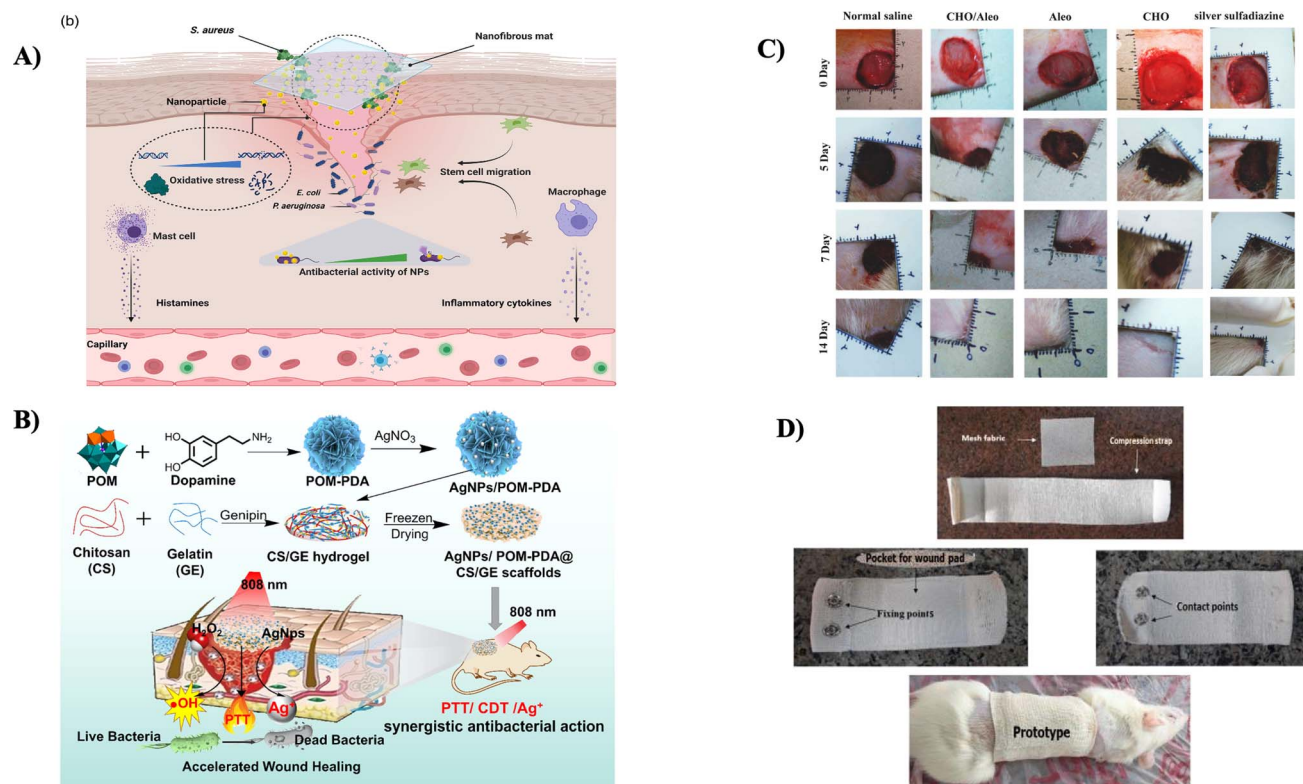 A)
(b)
S. aureus
Nanofibrous mat
Nanoparticle
Oxidative stress
E. coli
P. aeruginosa
Stem cell migration
Macrophage
Mast cell
Antibacterial activity of NPs
Histamines
Inflammatory cytokines
Capillary
B)
POM
+
HO
HO
NH₂
Dopamine
POM-PDA
AgNO₃
AgNPs/POM-PDA
Chitosan
(CS)
+
Gelatin
(GE)
Genipin
CS/GE hydrogel
Freezen
Drying
AgNPs/ POM-PDA@
CS/GE scaffolds
808 nm
808 nm
H₂O₂
AgNps
•OH
PTT
Ag⁺
PTT/ CDT /Ag⁺
synergistic antibacterial action
Live Bacteria
Dead Bacteria
Accelerated Wound Healing
C)
Normal saline
CHO/Aleo
Aleo
CHO
silver sulfadiazine
0 Day
5 Day
7 Day
14 Day
D)
Mesh fabric
Compression strap
Pocket for wound pad
Fixing points
Contact points
Prototype